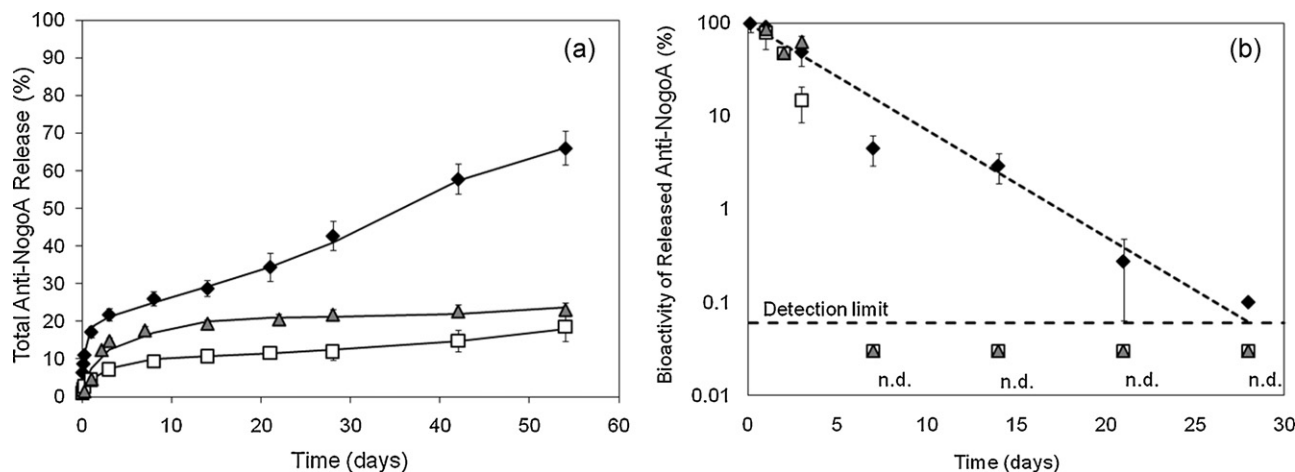 (a)
Total Anti-NogoA Release (%)
100
90
80
70
60
50
40
30
20
10
0
0 10 20 30 40 50 60
Time (days)
(b)
Bioactivity of Released Anti-NogoA (%)
100
10
1
0.1
0.01
Detection limit
n.d. n.d. n.d. n.d.
0 5 10 15 21 25 30
Time (days)